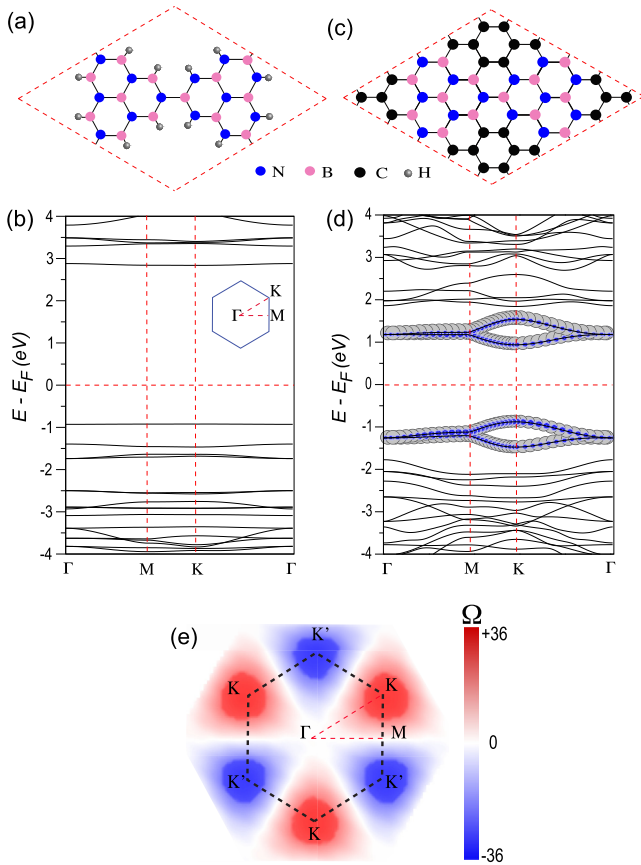 (a)
(c)
N B C H
(b)
(d)
4
3
2
1
0
-1
-2
-3
-4
E - E_F (eV)
K
Γ
M
Γ M K Γ
4
3
2
1
0
-1
-2
-3
-4
E - E_F (eV)
Γ M K Γ
(e)
Ω
+36
0
-36
K'
K
K
Γ
M
K'
K'
K